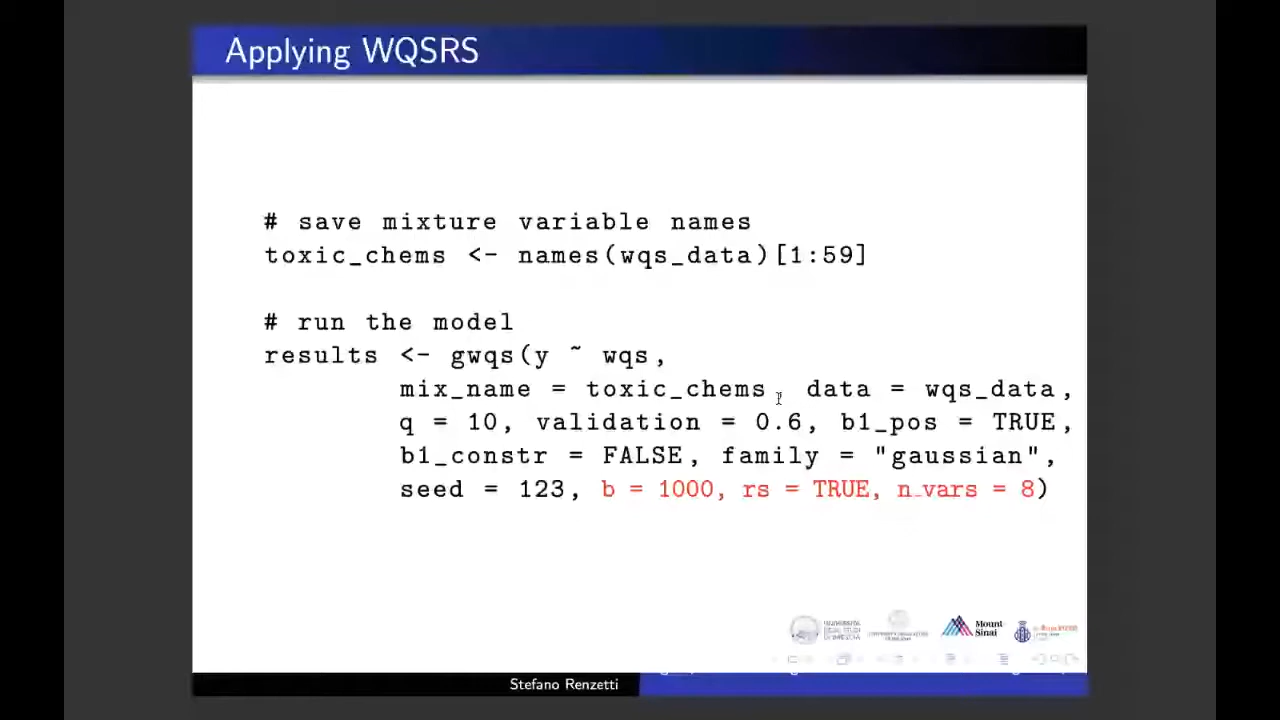 Applying WQSRS
# save mixture variable names
toxic_chems <- names(wqs_data)[1:59]
# run the model
results <- gwqs(y ~ wqs,
mix_name = toxic_chems, data = wqs_data,
q = 10, validation = 0.6, b1_pos = TRUE,
b1_constr = FALSE, family = "gaussian",
seed = 123, b = 1000, rs = TRUE, n_vars = 8)
Mount
Sinai
Stefano Renzetti